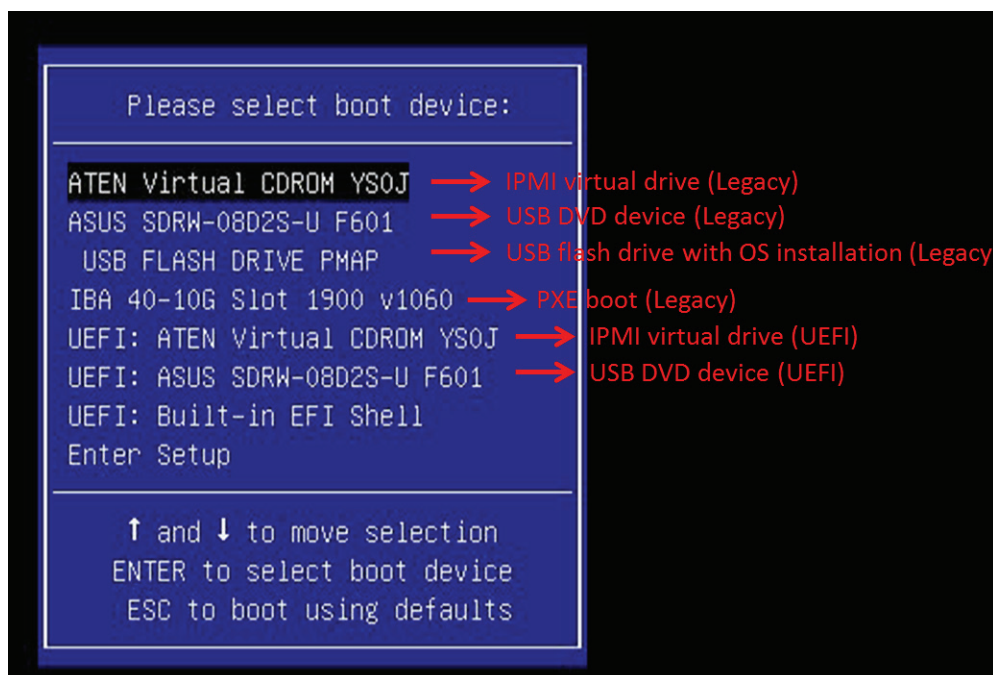 Please select boot device:
ATEN Virtual CDROM YS0J → IPMI virtual drive (Legacy)
ASUS SDRW-08D2S-U F601 → USB DVD device (Legacy)
USB FLASH DRIVE PMAP → USB flash drive with OS installation (Legacy
IBA 40-10G Slot 1900 v1060 → PXE boot (Legacy)
UEFI: ATEN Virtual CDROM YS0J → IPMI virtual drive (UEFI)
UEFI: ASUS SDRW-08D2S-U F601 → USB DVD device (UEFI)
UEFI: Built-in EFI Shell
Enter Setup
↑ and ↓ to move selection
ENTER to select boot device
ESC to boot using defaults